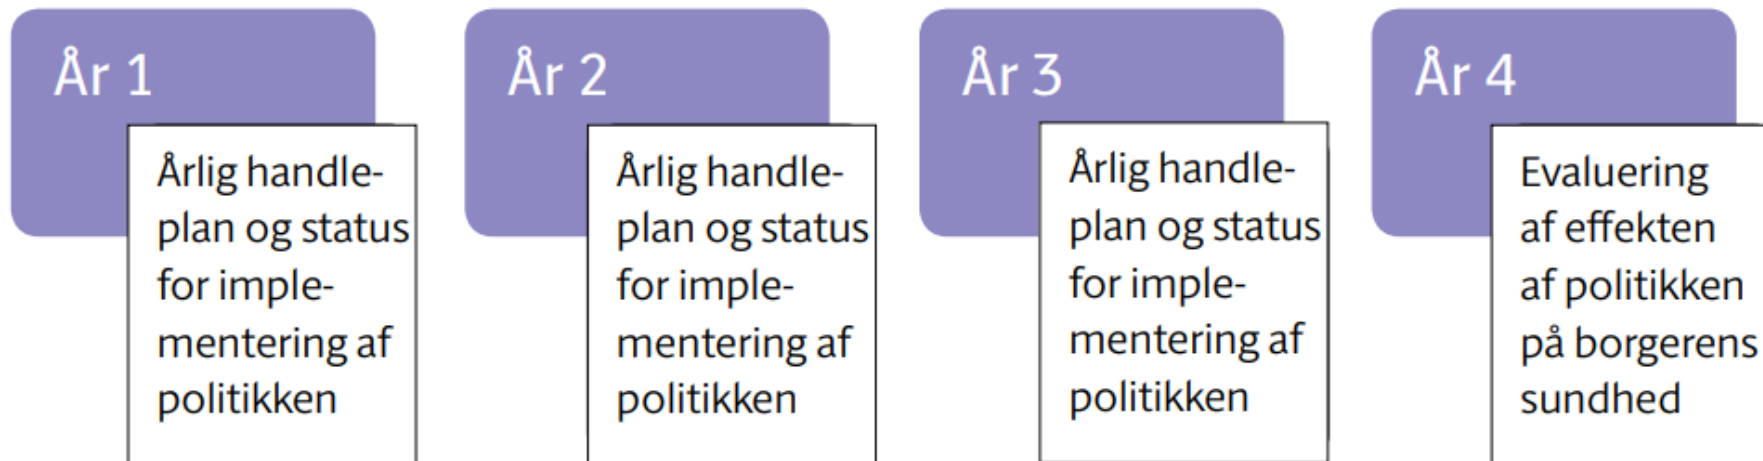 År 1
Årlig handle-
plan og status
for imple-
mentering af
politikken
År 2
Årlig handle-
plan og status
for imple-
mentering af
politikken
År 3
Årlig handle-
plan og status
for imple-
mentering af
politikken
År 4
Evaluering
af effekten
af politikken
på borgerens
sundhed